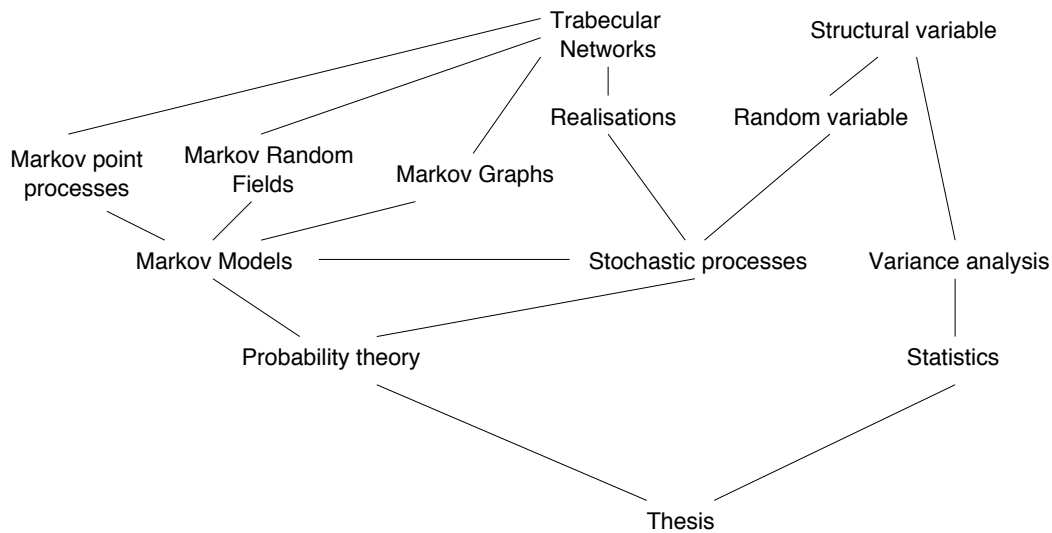 Trabecular
Networks
Structural variable
Realisations
Random variable
Markov point
processes
Markov Random
Fields
Markov Graphs
Markov Models
Stochastic processes
Variance analysis
Probability theory
Statistics
Thesis